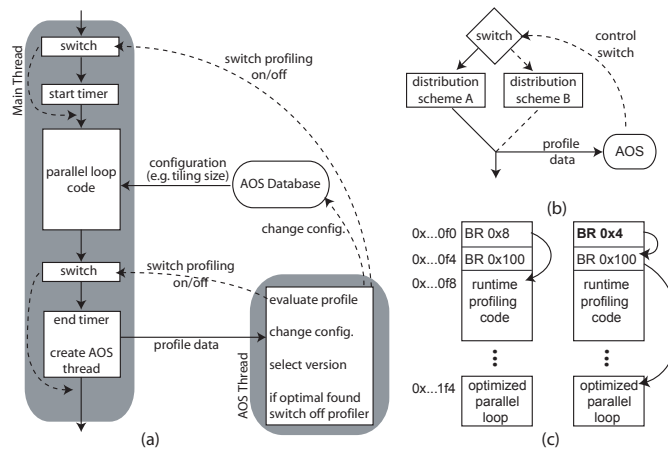 Main Thread
switch
start timer
parallel loop
code
switch
end timer
create AOS
thread
switch profiling
on/off
configuration
(e.g. tiling size)
AOS Database
change config.
switch profiling
on/off
profile data
AOS Thread
evaluate profile
change config.
select version
if optimal found
switch off profiler
(a)
switch
control
switch
distribution
scheme A
distribution
scheme B
profile
data
AOS
(b)
0x...0f0
BR 0x8
0x...0f4
BR 0x100
0x...0f8
runtime
profiling
code
0x...1f4
optimized
parallel
loop
BR 0x4
BR 0x100
runtime
profiling
code
optimized
parallel
loop
(c)